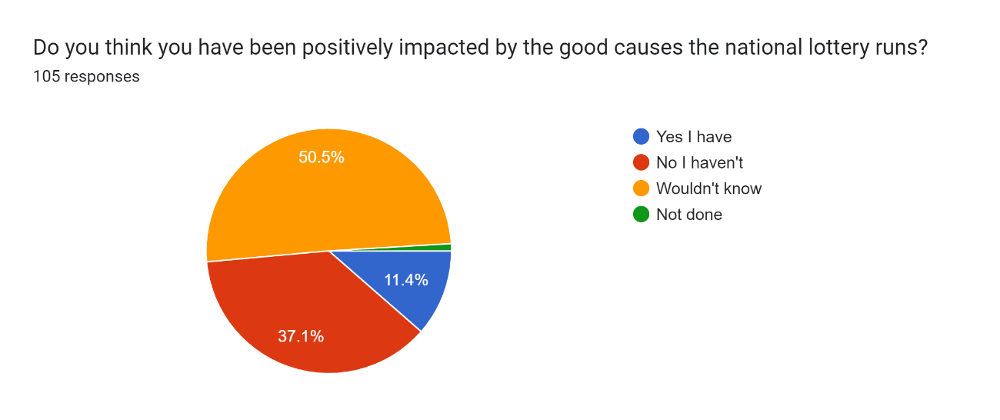 Do you think you have been positively impacted by the good causes the national lottery runs?
105 responses
50.5%
11.4%
37.1%
Yes I have
No I haven't
Wouldn't know
Not done